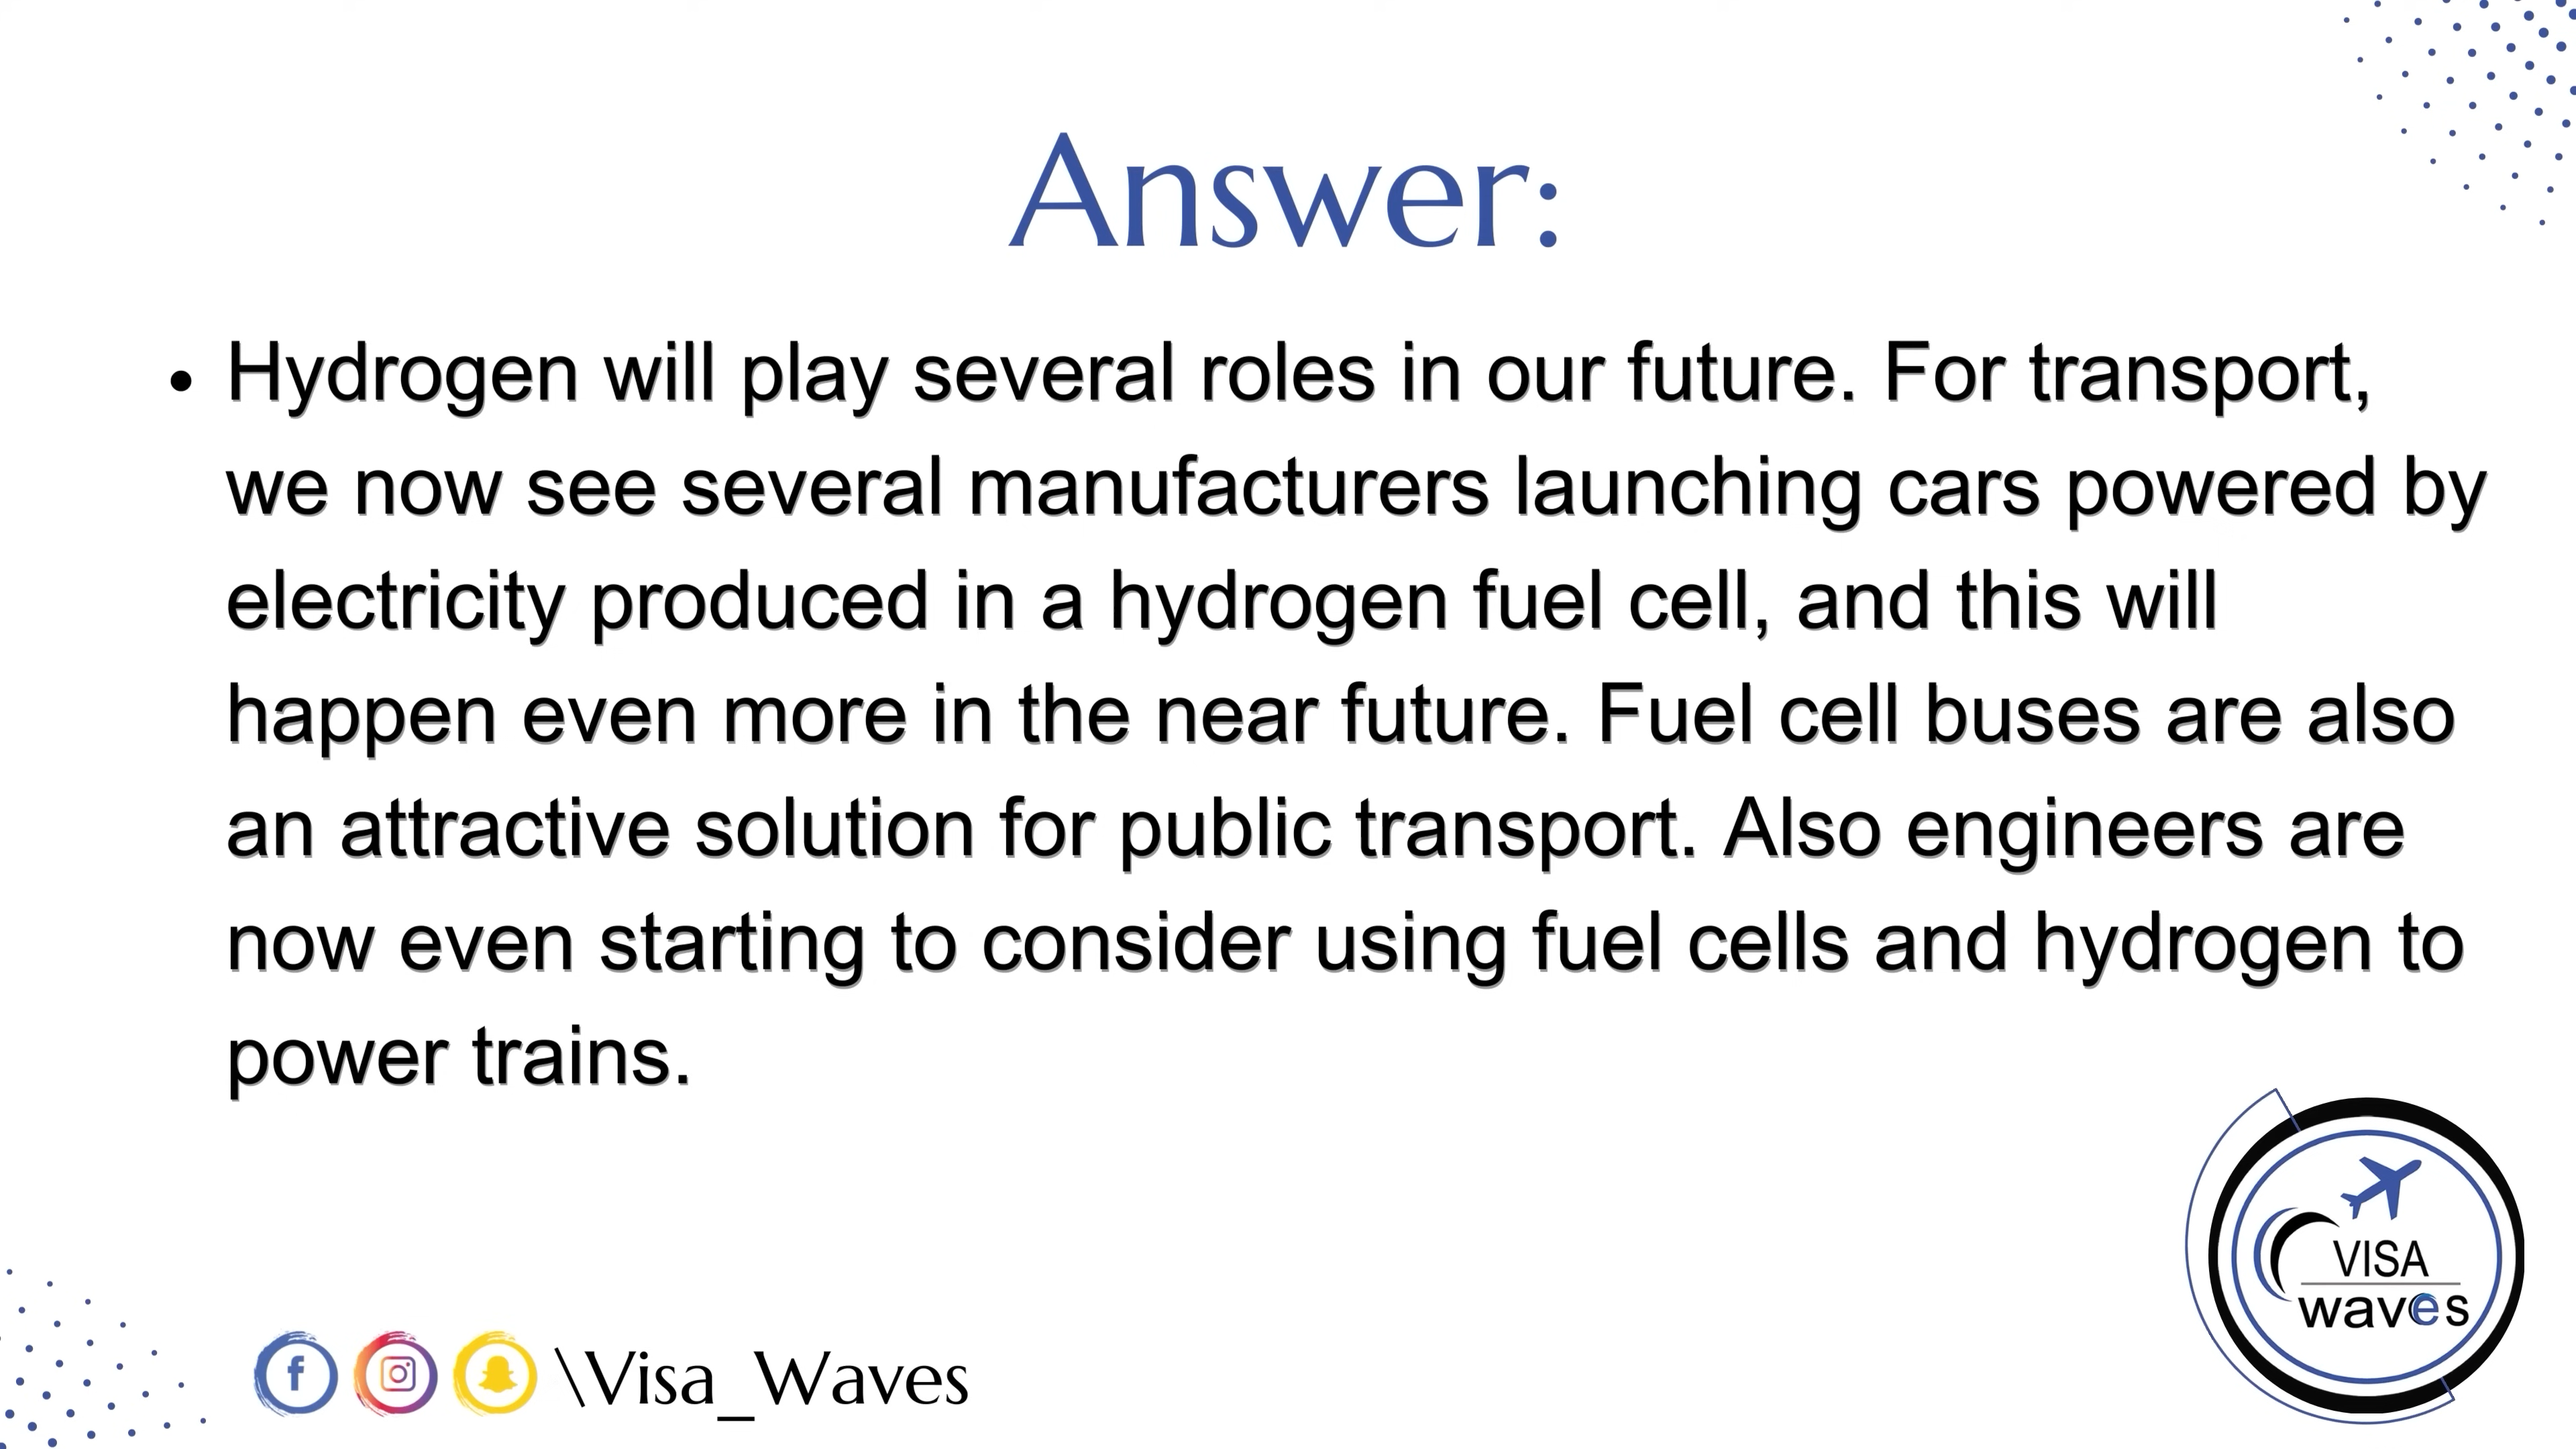 Answer:
• Hydrogen will play several roles in our future. For transport,
we now see several manufacturers launching cars powered by
electricity produced in a hydrogen fuel cell, and this will
happen even more in the near future. Fuel cell buses are also
an attractive solution for public transport. Also engineers are
now even starting to consider using fuel cells and hydrogen to
power trains.
VISA
waves
\Visa_Waves